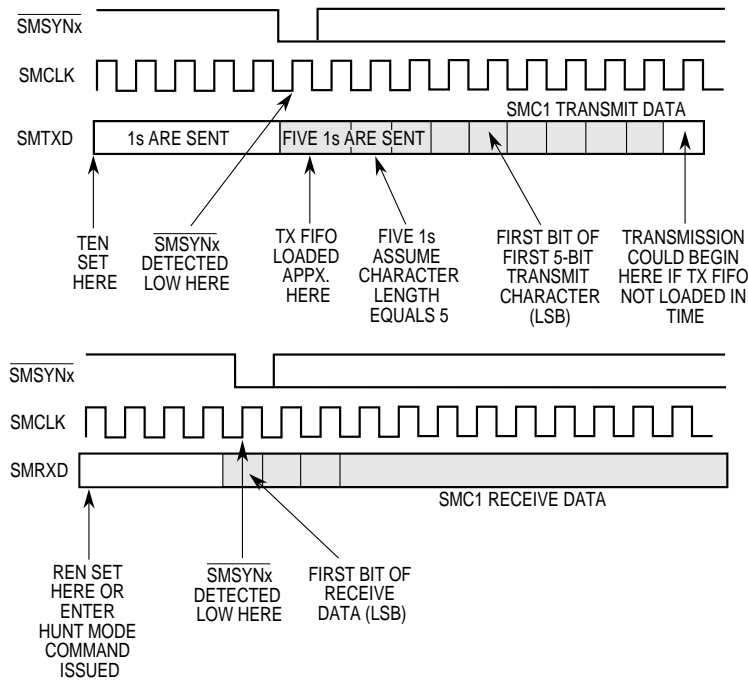 SMSYNx
SMCLK
SMC1 TRANSMIT DATA
SMTXD
1s ARE SENT
FIVE 1s ARE SENT
TEN
SET
HERE
SMSYNx
DETECTED
LOW HERE
TX FIFO
LOADED
APPX.
HERE
FIVE 1s
ASSUME
CHARACTER
LENGTH
EQUALS 5
FIRST BIT OF
FIRST 5-BIT
TRANSMIT
CHARACTER
(LSB)
TRANSMISSION
COULD BEGIN
HERE IF TX FIFO
NOT LOADED IN
TIME
SMSYNx
SMCLK
SMRXD
SMC1 RECEIVE DATA
REN SET
HERE OR
ENTER
HUNT MODE
COMMAND
ISSUED
SMSYNx
DETECTED
LOW HERE
FIRST BIT OF
RECEIVE
DATA (LSB)